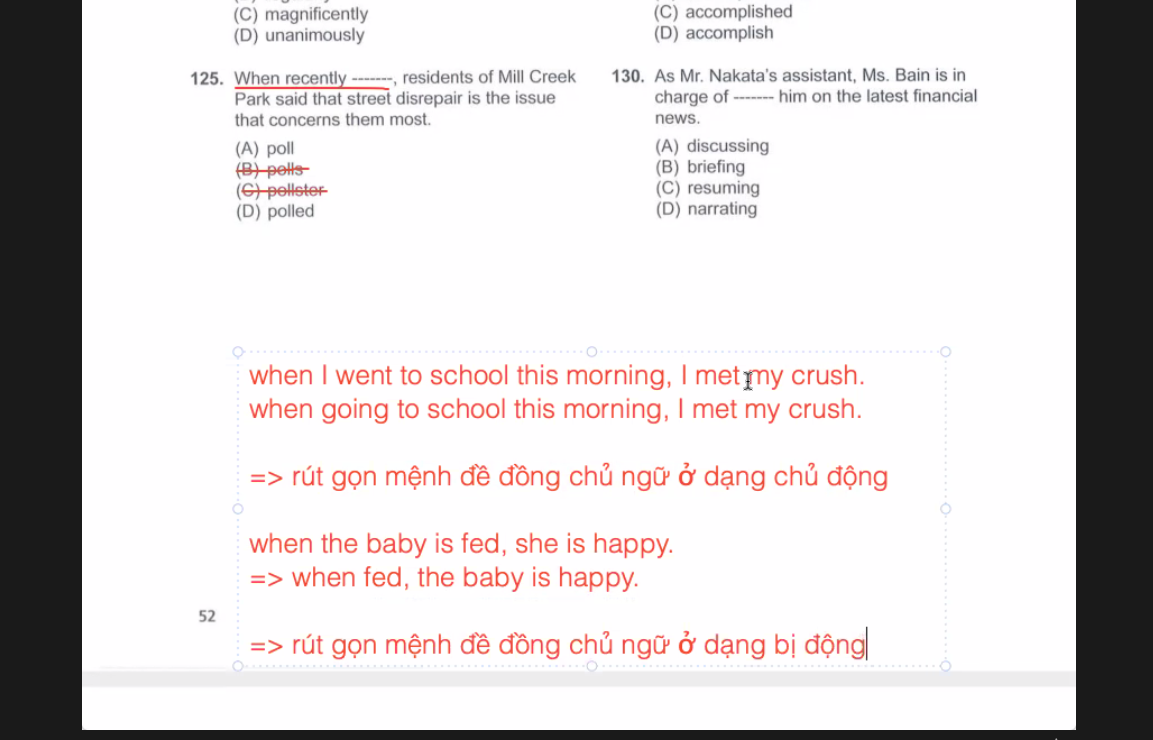 (C) magnificently
(D) unanimously
125. When recently -------, residents of Mill Creek
Park said that street disrepair is the issue
that concerns them most.
(A) poll
(B) polls
(C) pollster
(D) polled
(C) accomplished
(D) accomplish
130. As Mr. Nakata's assistant, Ms. Bain is in
charge of ------- him on the latest financial
news.
(A) discussing
(B) briefing
(C) resuming
(D) narrating
when I went to school this morning, I met my crush.
when going to school this morning, I met my crush.
=> rút gọn mệnh đề đồng chủ ngữ ở dạng chủ động
when the baby is fed, she is happy.
=> when fed, the baby is happy.
=> rút gọn mệnh đề đồng chủ ngữ ở dạng bị động
52